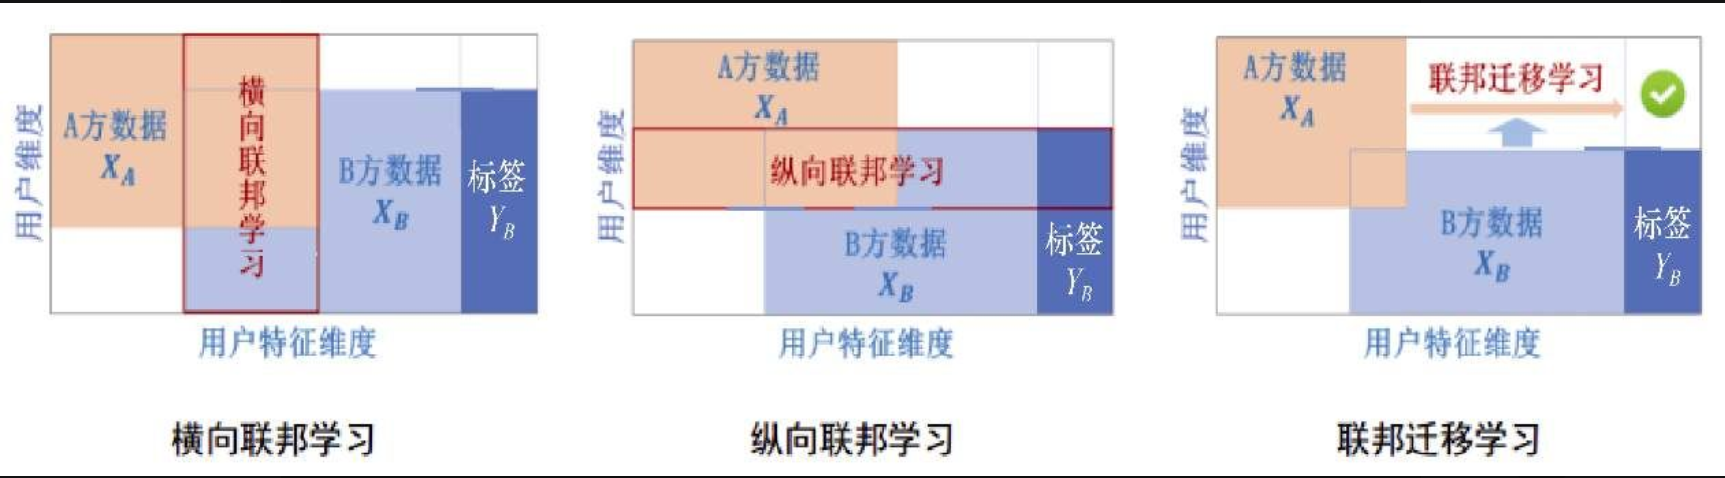 用户维度
A方数据
X_A
横向联邦学习
B方数据
X_B
标签
Y_B
用户特征维度
横向联邦学习
用户维度
A方数据
X_A
纵向联邦学习
B方数据
X_B
标签
Y_B
用户特征维度
纵向联邦学习
用户维度
A方数据
X_A
联邦迁移学习
B方数据
X_B
标签
Y_B
用户特征维度
联邦迁移学习